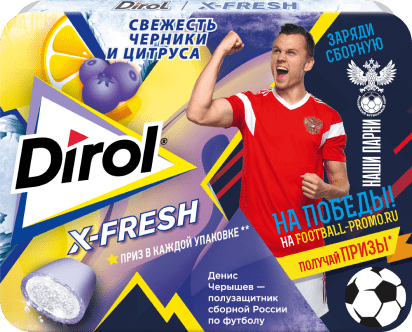 Dirol X-FRESH
СВЕЖЕСТЬ
ЧЕРНИКИ
И ЦИТРУСА
ЗАРЯДИ
СБОРНУЮ
Dirol®
X-FRESH
ПРИЗ В КАЖДОЙ УПАКОВКЕ**
НАШИ ПАРНИ
НА ПОБЕДЫ!
НА FOOTBALL-PROMO.RU
ПОЛУЧАЙ ПРИЗЫ*
Денис
Черышев —
полузащитник
сборной России
по футболу